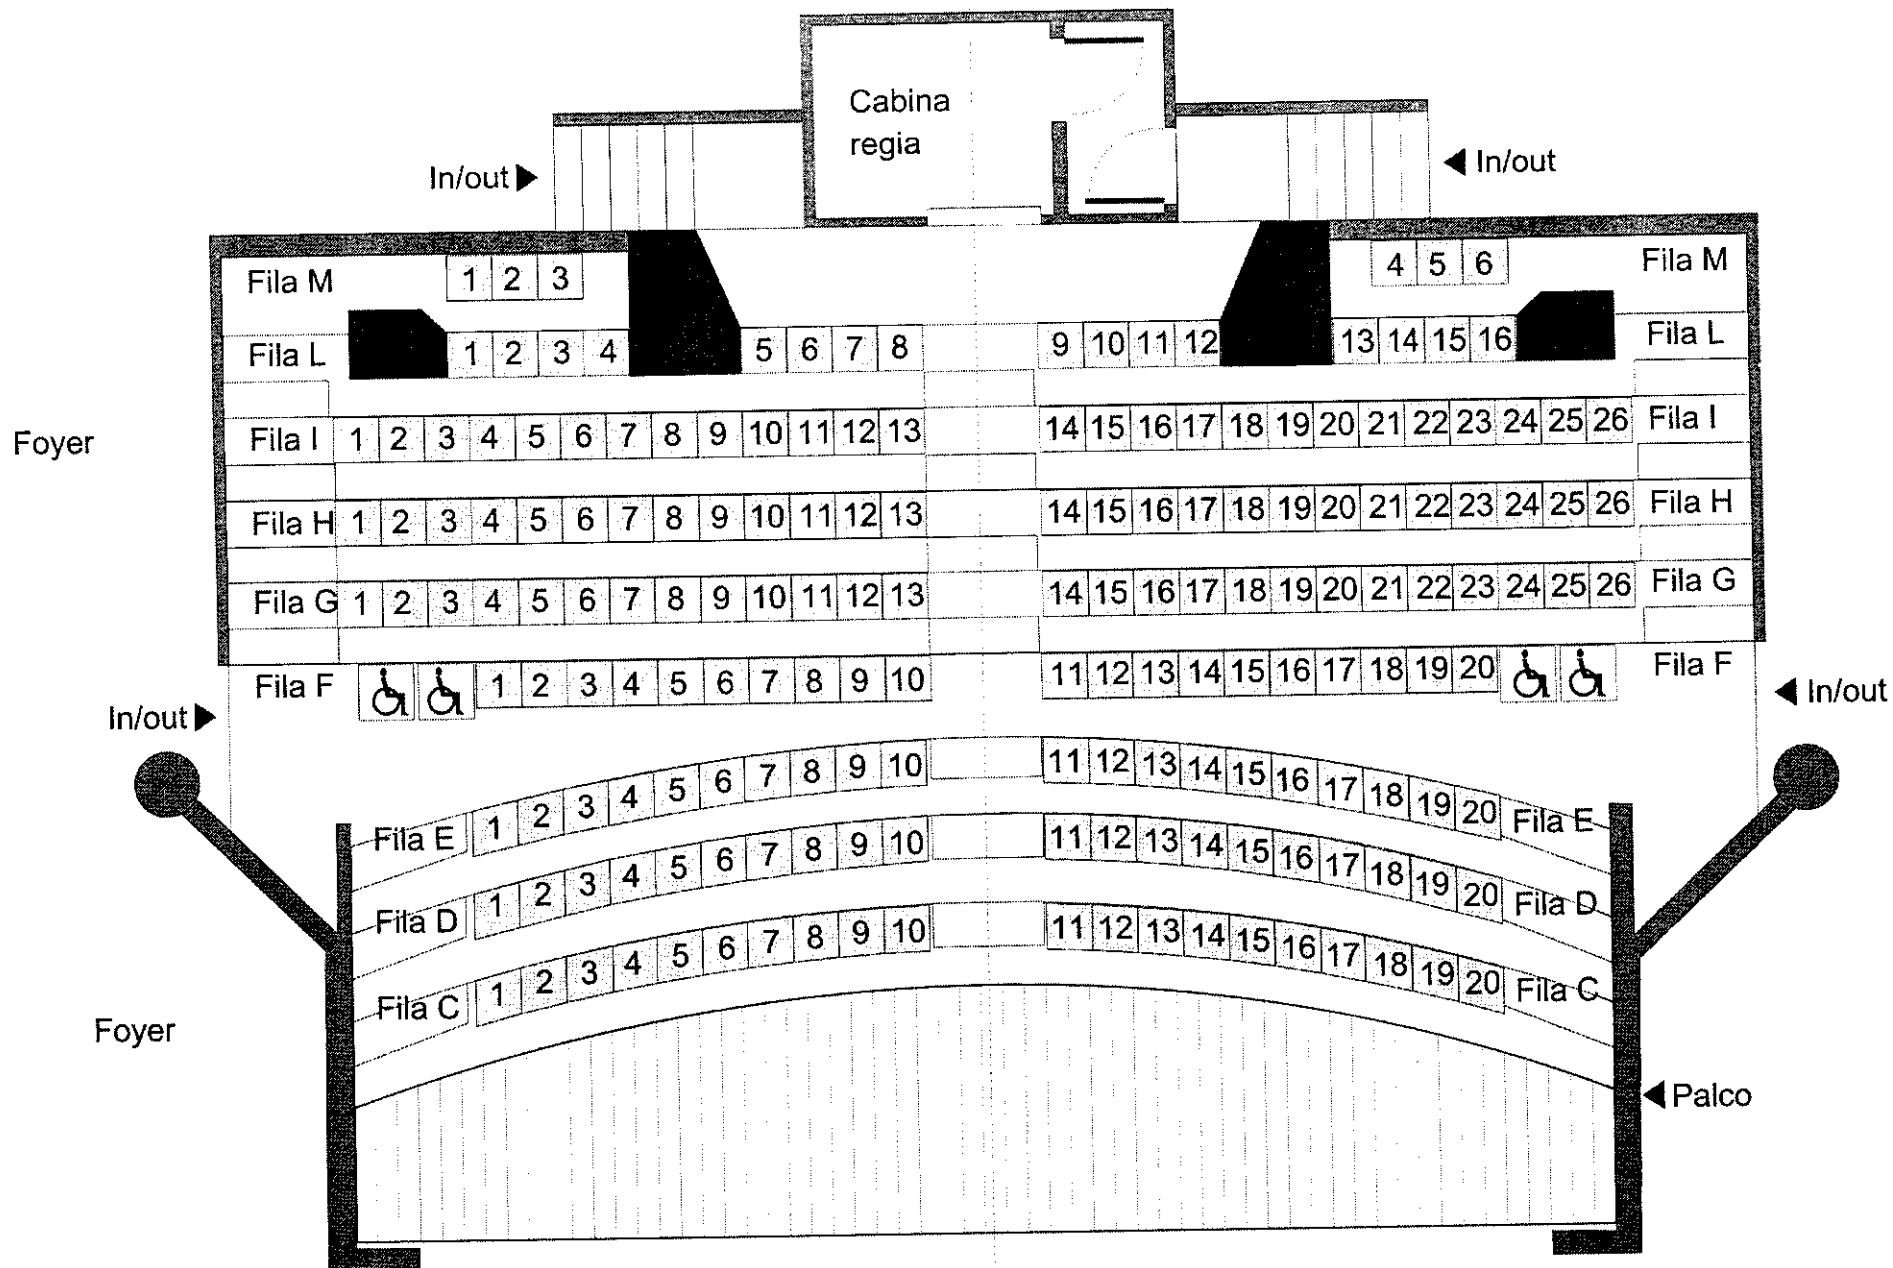 Cabina
regia
In/out
In/out
Fila M 1 2 3 4 5 6 Fila M
Fila L 1 2 3 4 5 6 7 8 9 10 11 12 13 14 15 16 Fila L
Foyer
Fila I 1 2 3 4 5 6 7 8 9 10 11 12 13 14 15 16 17 18 19 20 21 22 23 24 25 26 Fila I
Fila H 1 2 3 4 5 6 7 8 9 10 11 12 13 14 15 16 17 18 19 20 21 22 23 24 25 26 Fila H
Fila G 1 2 3 4 5 6 7 8 9 10 11 12 13 14 15 16 17 18 19 20 21 22 23 24 25 26 Fila G
Fila F 1 2 3 4 5 6 7 8 9 10 11 12 13 14 15 16 17 18 19 20 Fila F
In/out
In/out
Fila E 1 2 3 4 5 6 7 8 9 10 11 12 13 14 15 16 17 18 19 20 Fila E
Fila D 1 2 3 4 5 6 7 8 9 10 11 12 13 14 15 16 17 18 19 20 Fila D
Fila C 1 2 3 4 5 6 7 8 9 10 11 12 13 14 15 16 17 18 19 20 Fila C
Foyer
Palco